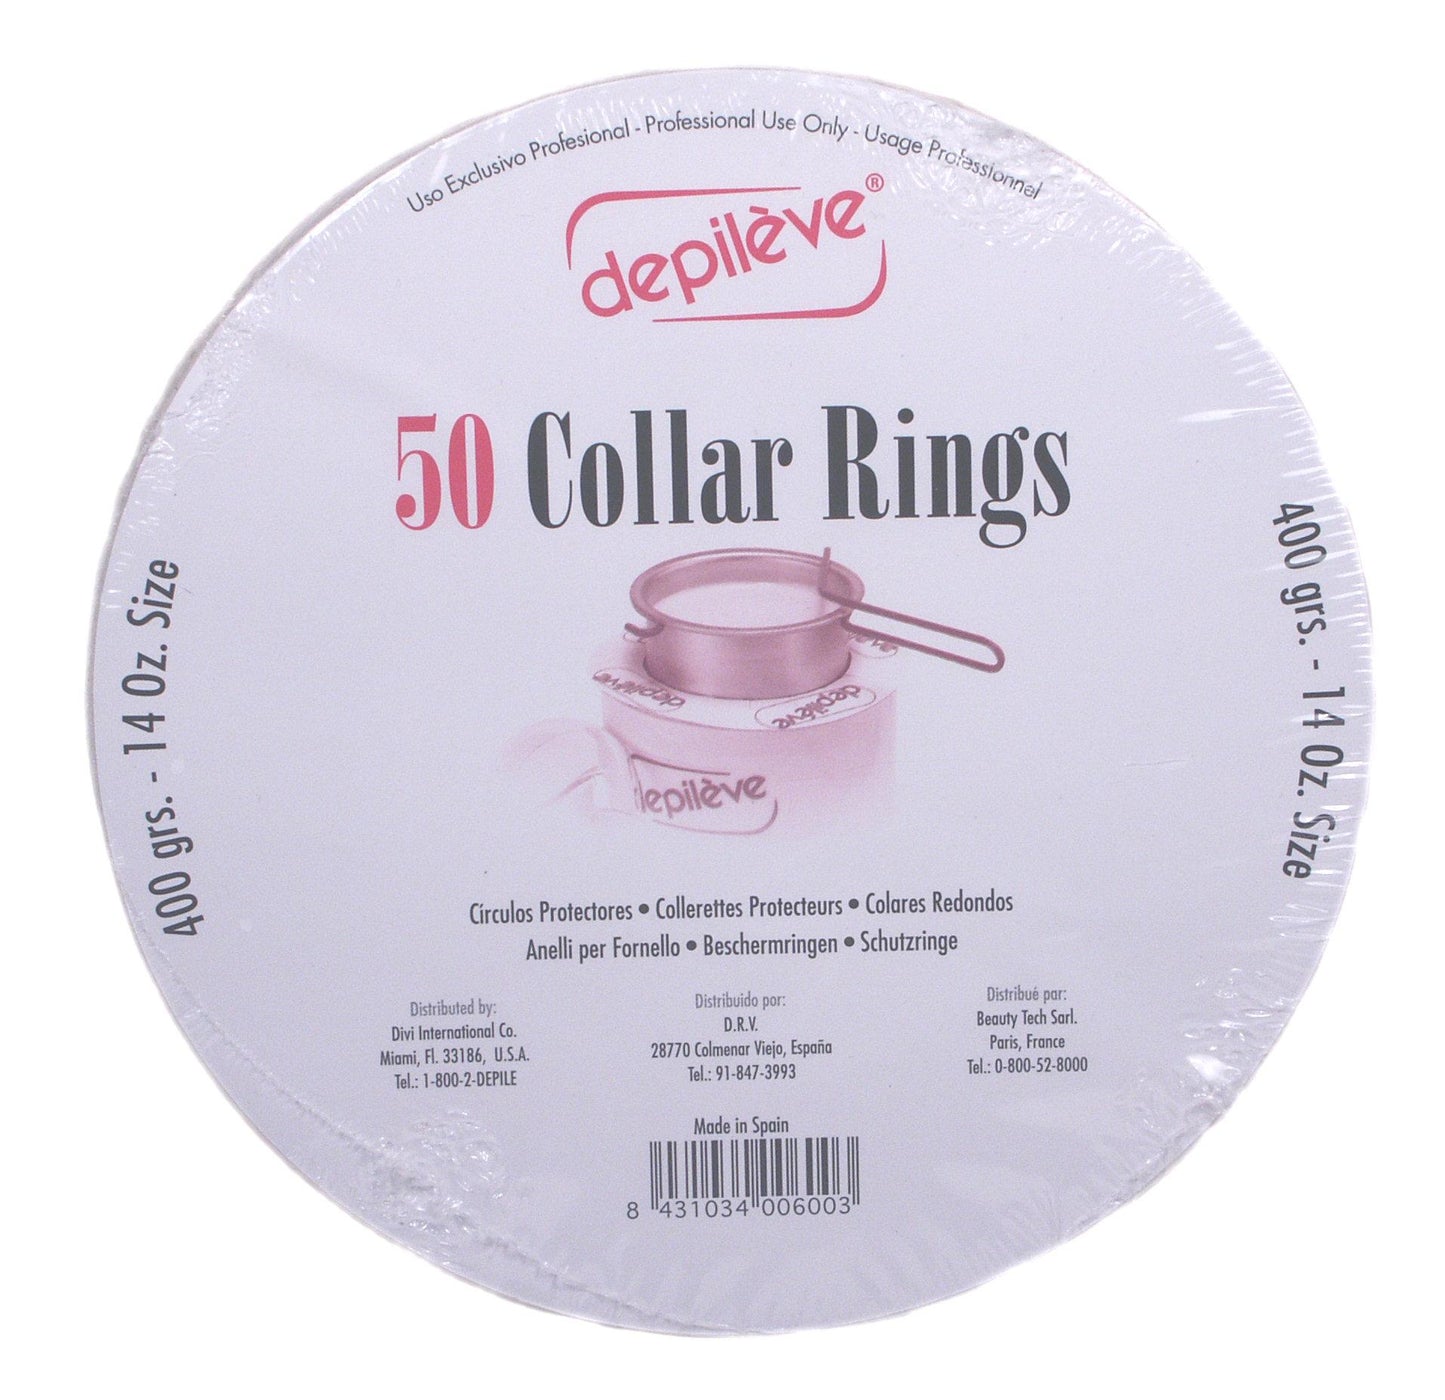 Uso Exclusivo Profesional - Professional Use Only - Usage Professionnel
depilève®
50 Collar Rings
400 grs. - 14 Oz. Size
400 grs. - 14 Oz. Size
depilève
depilève
depilève
Círculos Protectores • Collerettes Protecteurs • Colares Redondos
Anelli per Fornello • Beschermringen • Schutzringe
Distributed by:
Divi International Co.
Miami, Fl. 33186, U.S.A.
Tel.: 1-800-2-DEPILE
Distribuido por:
D.R.V.
28770 Colmenar Viejo, España
Tel.: 91-847-3993
Distribué par:
Beauty Tech Sarl.
Paris, France
Tel.: 0-800-52-8000
Made in Spain
8 431034 006003